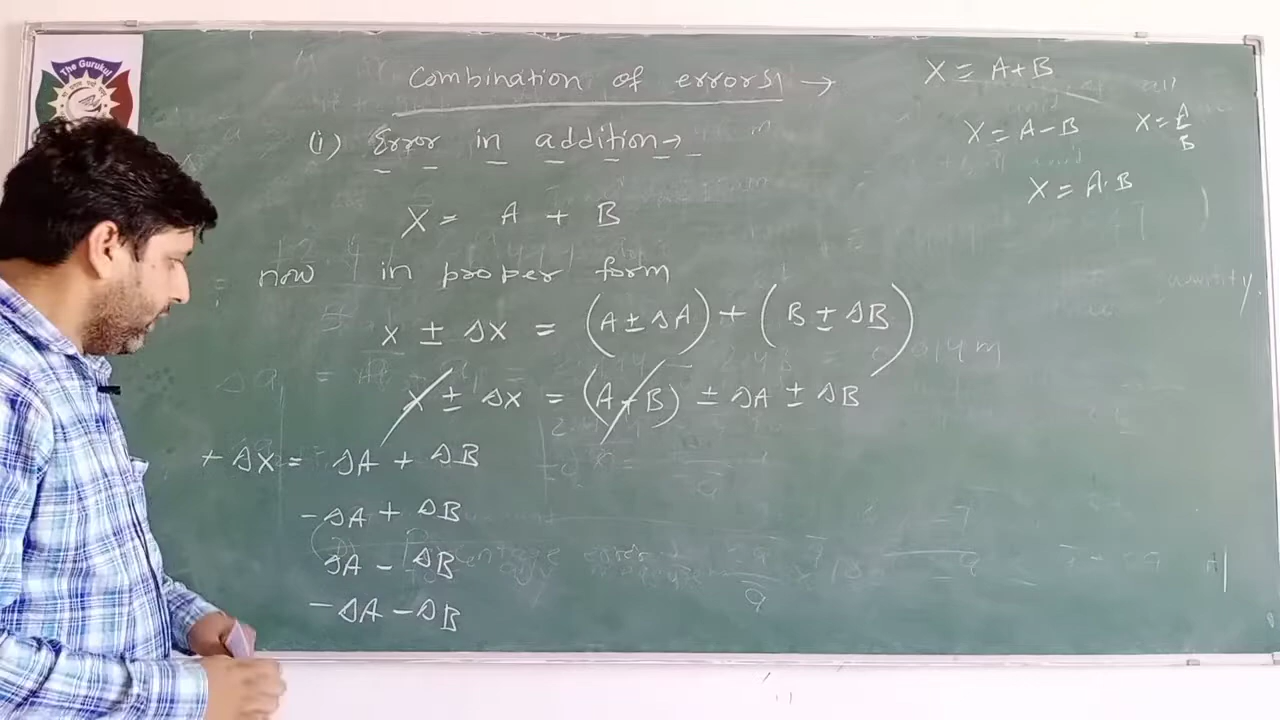 The Gurukul
Combination of errors →
X = A+B
X = A-B
X = A/B
X = A.B
(i) Error in addition →
X = A + B
now in proper form
x ± ΔX = (A ± ΔA) + (B ± ΔB)
X ± ΔX = (A+B) ± ΔA ± ΔB
+ ΔX = ΔA + ΔB
-ΔA + ΔB
ΔA - ΔB
-ΔA - ΔB